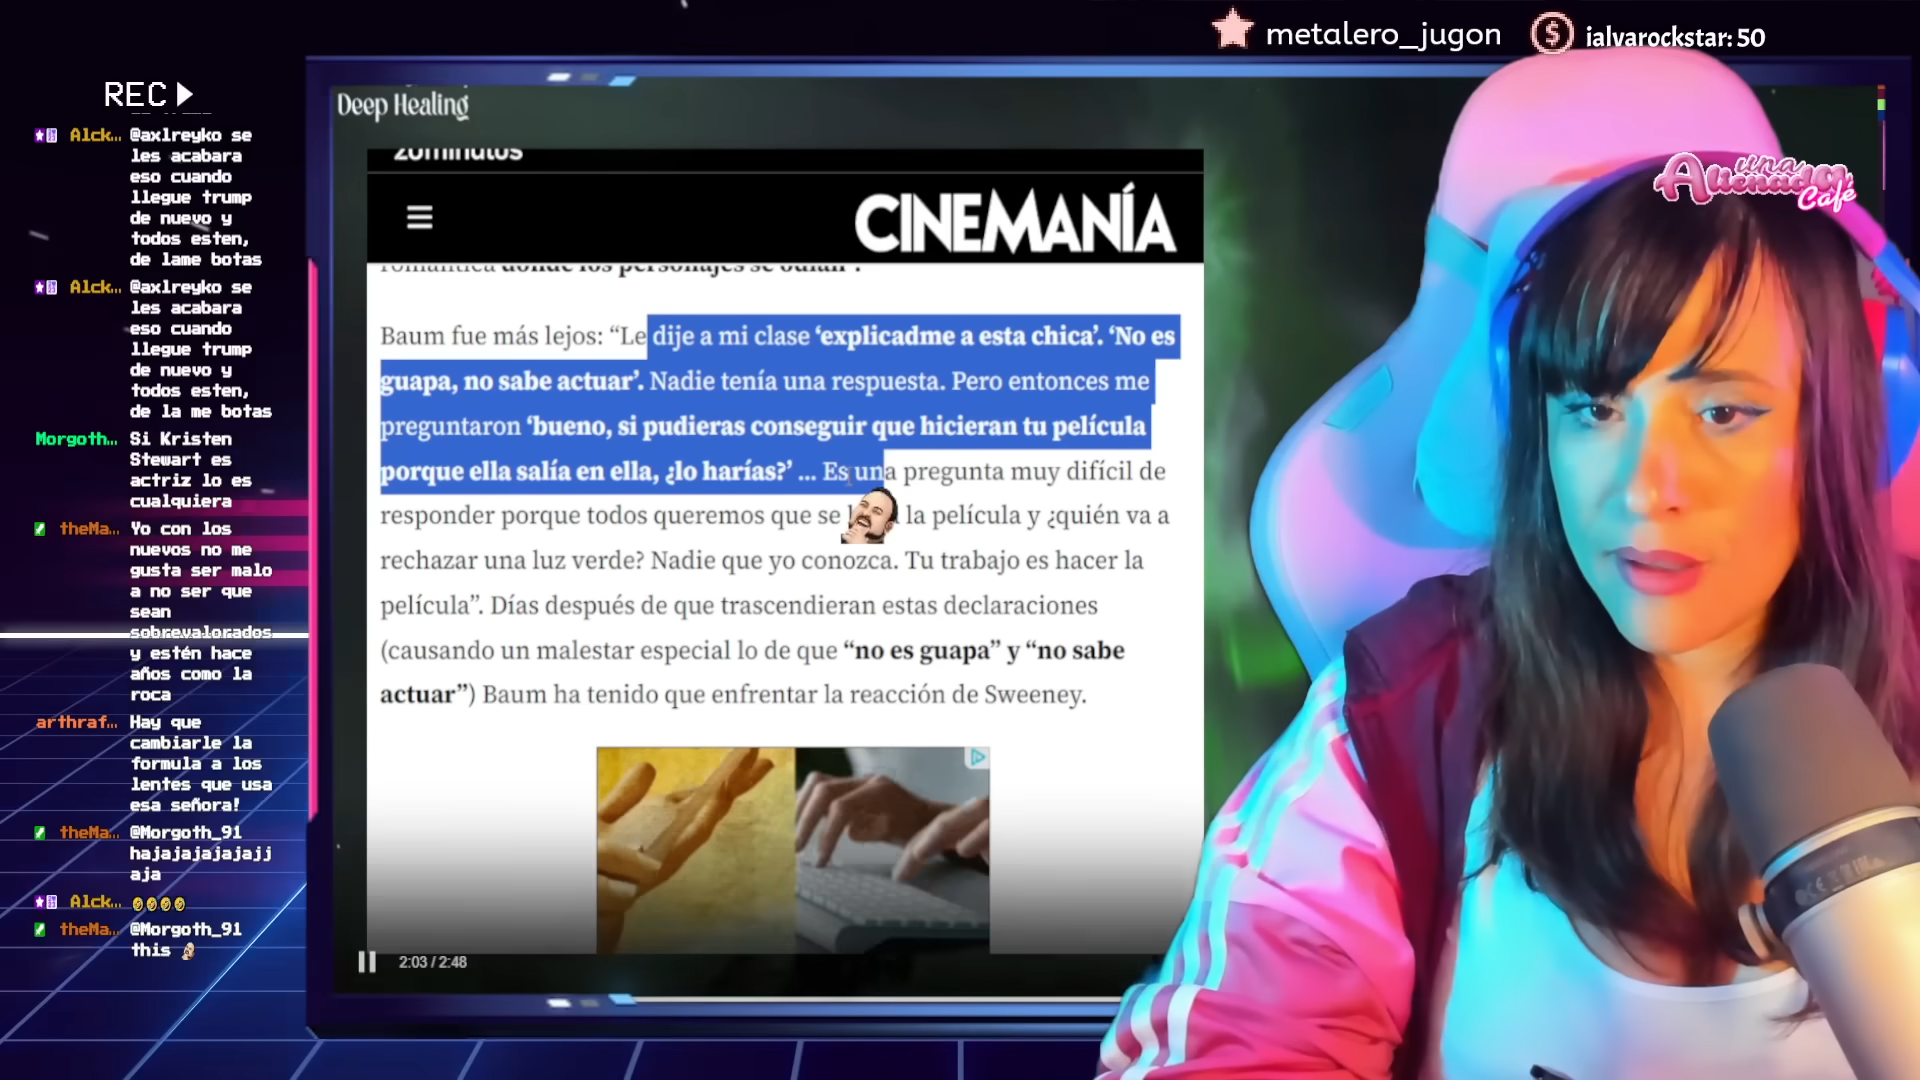 metalero_jugon
ialvarockstar: 50
REC
Alck... @axlreyko se
les acabara
eso cuando
llegue trump
de nuevo y
todos esten,
de lame botas
Alck... @axlreyko se
les acabara
eso cuando
llegue trump
de nuevo y
todos esten,
de la me botas
Morgoth... Si Kristen
Stewart es
actriz lo es
cualquiera
theMa... Yo con los
nuevos no me
gusta ser malo
a no ser que
sean
sobrevalorados
y estén hace
años como la
roca
arthraf... Hay que
cambiarle la
formula a los
lentes que usa
esa señora!
theMa... @Morgoth_91
hajajajajajajj
aja
Alck...
theMa... @Morgoth_91
this
Deep Healing
20minutos
CINEMANÍA
romántica donde los personajes se odian".
Baum fue más lejos: “Le dije a mi clase ‘explicadme a esta chica’. ‘No es
guapa, no sabe actuar’. Nadie tenía una respuesta. Pero entonces me
preguntaron ‘bueno, si pudieras conseguir que hicieran tu película
porque ella salía en ella, ¿lo harías?’ ... Es una pregunta muy difícil de
responder porque todos queremos que se la película y ¿quién va a
rechazar una luz verde? Nadie que yo conozca. Tu trabajo es hacer la
película”. Días después de que trascendieran estas declaraciones
(causando un malestar especial lo de que “no es guapa” y “no sabe
actuar”) Baum ha tenido que enfrentar la reacción de Sweeney.
2:03 / 2:48
una
Alienada
Café